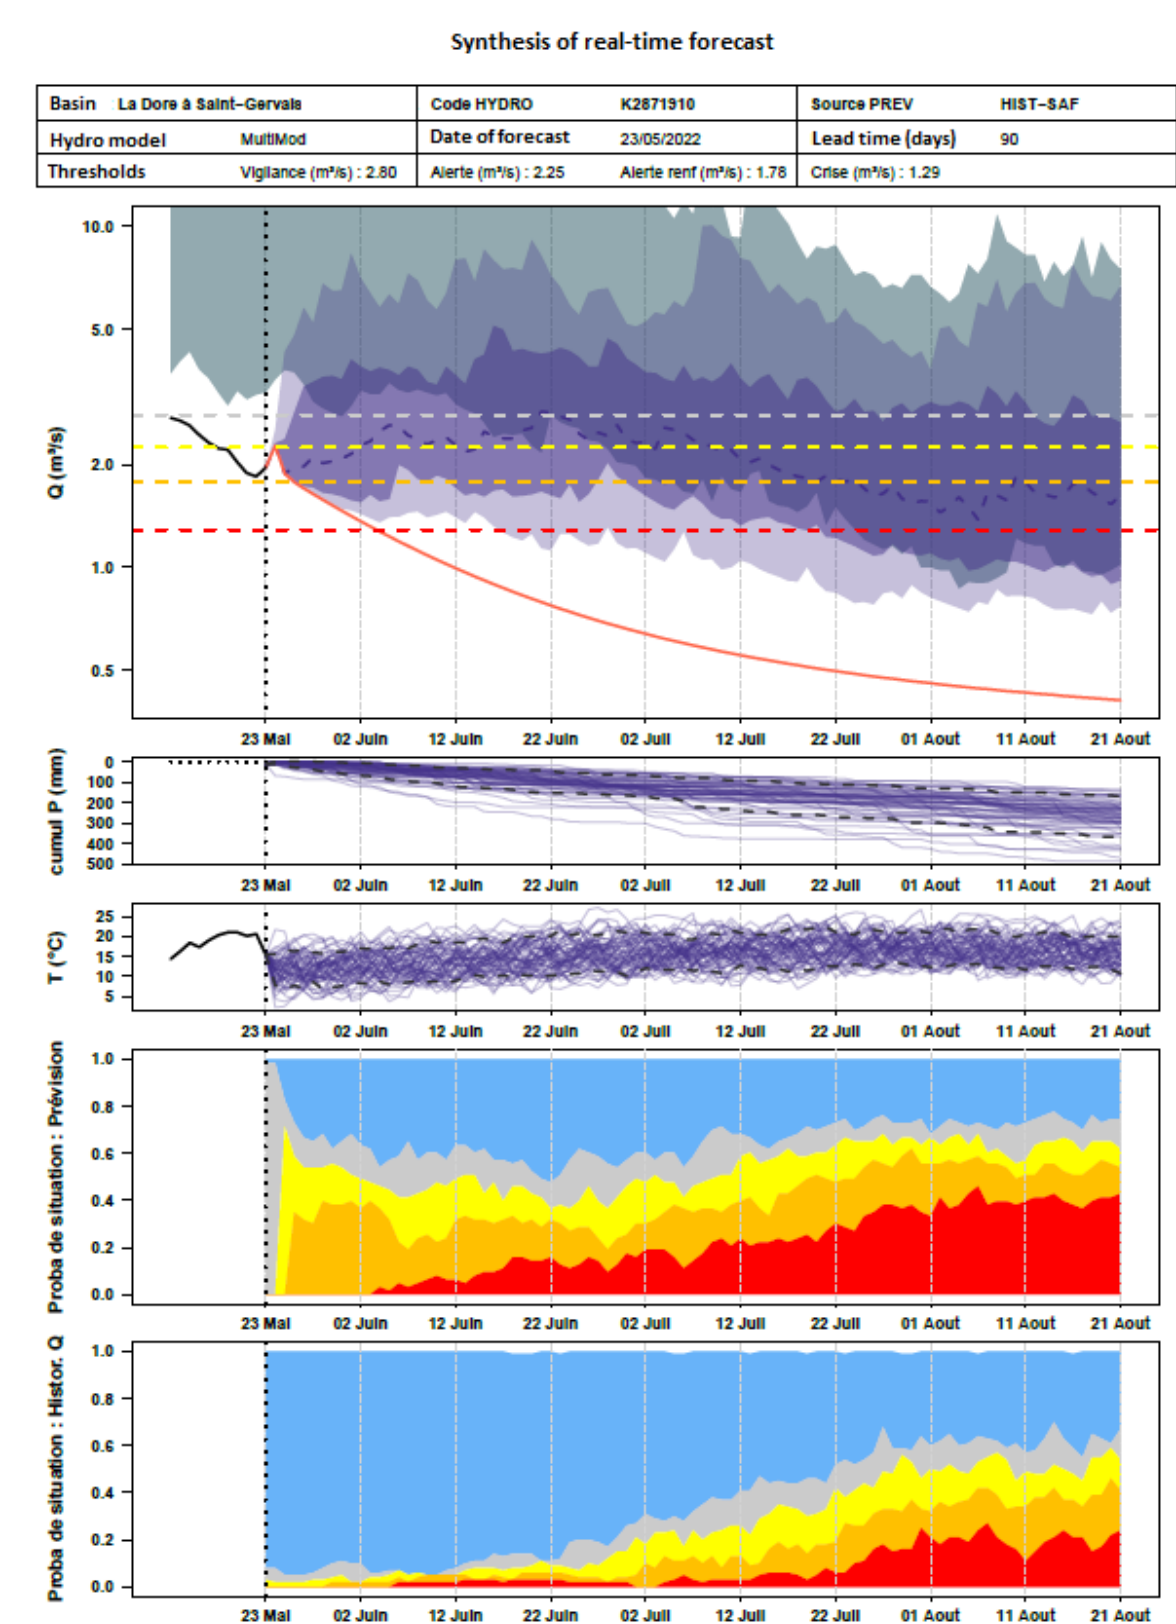 Synthesis of real-time forecast
Basin La Dore à Saint-Gervais Code HYDRO K2871910 Source PREV HIST-SAF
Hydro model MultiMod Date of forecast 23/05/2022 Lead time (days) 90
Thresholds Vigilance (m³/s) : 2.80 Alerte (m³/s) : 2.25 Alerte renf (m³/s) : 1.78 Crise (m³/s) : 1.29
Q (m³/s)
10.0
5.0
2.0
1.0
0.5
23 Mai 02 Juin 12 Juin 22 Juin 02 Juil 12 Juil 22 Juil 01 Aout 11 Aout 21 Aout
cumul P (mm)
0
100
200
300
400
500
23 Mai 02 Juin 12 Juin 22 Juin 02 Juil 12 Juil 22 Juil 01 Aout 11 Aout 21 Aout
T (°C)
25
20
15
10
5
23 Mai 02 Juin 12 Juin 22 Juin 02 Juil 12 Juil 22 Juil 01 Aout 11 Aout 21 Aout
Proba de situation : Prévision
1.0
0.8
0.6
0.4
0.2
0.0
23 Mai 02 Juin 12 Juin 22 Juin 02 Juil 12 Juil 22 Juil 01 Aout 11 Aout 21 Aout
Proba de situation : Histor. Q
1.0
0.8
0.6
0.4
0.2
0.0
23 Mai 02 Juin 12 Juin 22 Juin 02 Juil 12 Juil 22 Juil 01 Aout 11 Aout 21 Aout